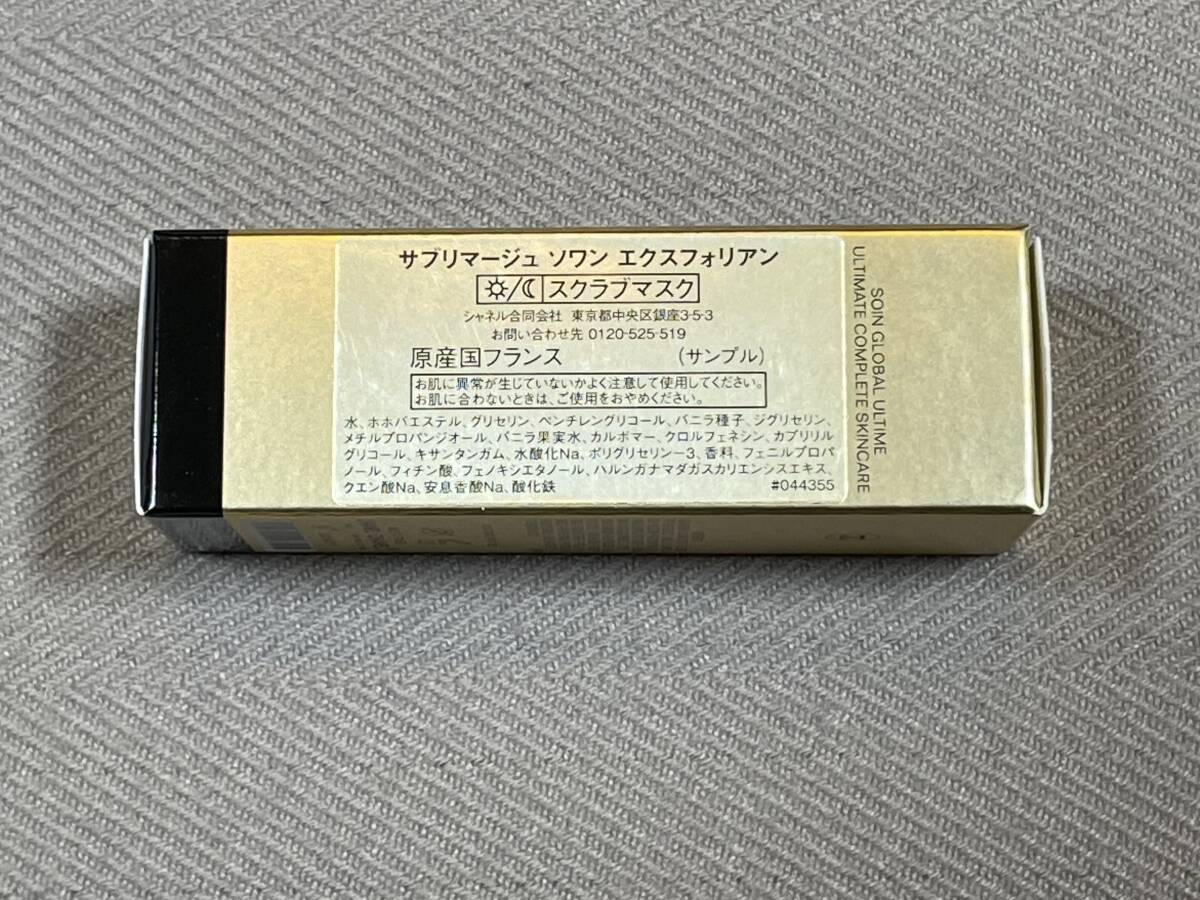 サブリマージュ ソワン エクスフォリアン
スクラブマスク
シャネル合同会社 東京都中央区銀座3-5-3
お問い合わせ先 0120-525-519
原産国フランス (サンプル)
お肌に異常が生じていないかよく注意して使用してください。
お肌に合わないときは、ご使用をおやめください。
水、ホホバエステル、グリセリン、ペンチレングリコール、バニラ種子、ジグリセリン、
メチルプロパンジオール、バニラ果実水、カルボマー、クロルフェネシン、カプリリル
グリコール、キサンタンガム、水酸化Na、ポリグリセリン-3、香料、フェニルプロパ
ノール、フィチン酸、フェノキシエタノール、ハルンガナマダガスカリエンシスエキス、
クエン酸Na、安息香酸Na、酸化鉄 #044355
SOIN GLOBAL ULTIME
ULTIMATE COMPLETE SKINCARE